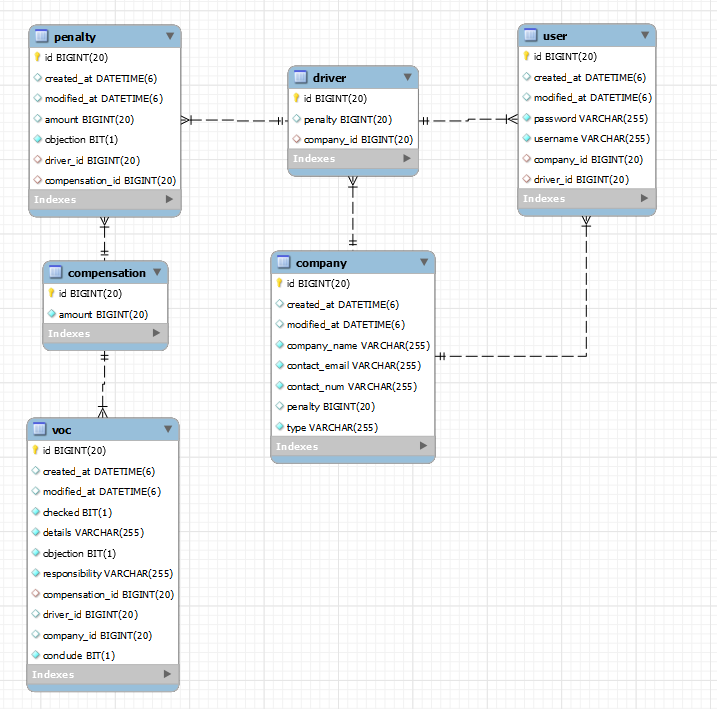 penalty
id BIGINT(20)
created_at DATETIME(6)
modified_at DATETIME(6)
amount BIGINT(20)
objection BIT(1)
driver_id BIGINT(20)
compensation_id BIGINT(20)
Indexes
driver
id BIGINT(20)
penalty BIGINT(20)
company_id BIGINT(20)
Indexes
user
id BIGINT(20)
created_at DATETIME(6)
modified_at DATETIME(6)
password VARCHAR(255)
username VARCHAR(255)
company_id BIGINT(20)
driver_id BIGINT(20)
Indexes
compensation
id BIGINT(20)
amount BIGINT(20)
Indexes
company
id BIGINT(20)
created_at DATETIME(6)
modified_at DATETIME(6)
company_name VARCHAR(255)
contact_email VARCHAR(255)
contact_num VARCHAR(255)
penalty BIGINT(20)
type VARCHAR(255)
Indexes
voc
id BIGINT(20)
created_at DATETIME(6)
modified_at DATETIME(6)
checked BIT(1)
details VARCHAR(255)
objection BIT(1)
responsibility VARCHAR(255)
compensation_id BIGINT(20)
driver_id BIGINT(20)
company_id BIGINT(20)
conclude BIT(1)
Indexes